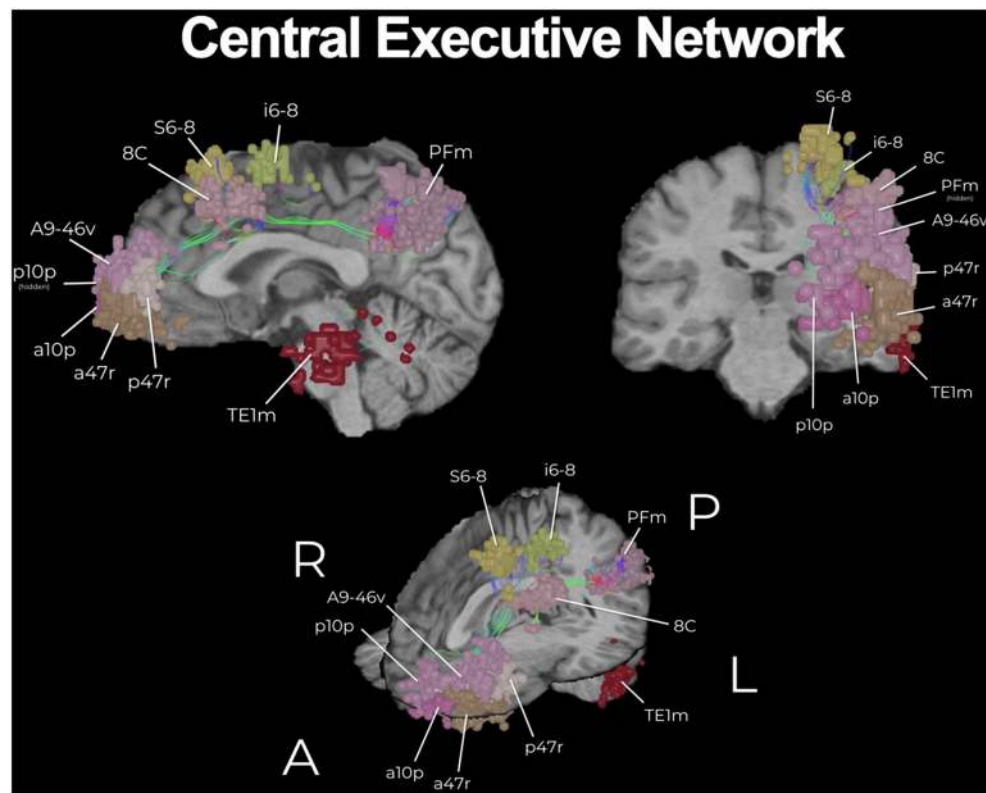 Central Executive Network
S6-8
i6-8
8C
PFm
A9-46v
p10p
(hidden)
a10p
a47r
p47r
TE1m
S6-8
i6-8
8C
PFm
(hidden)
A9-46v
p47r
a47r
TE1m
a10p
p10p
S6-8
i6-8
PFm
P
R
A9-46v
p10p
8C
L
TE1m
p47r
a10p
a47r
A